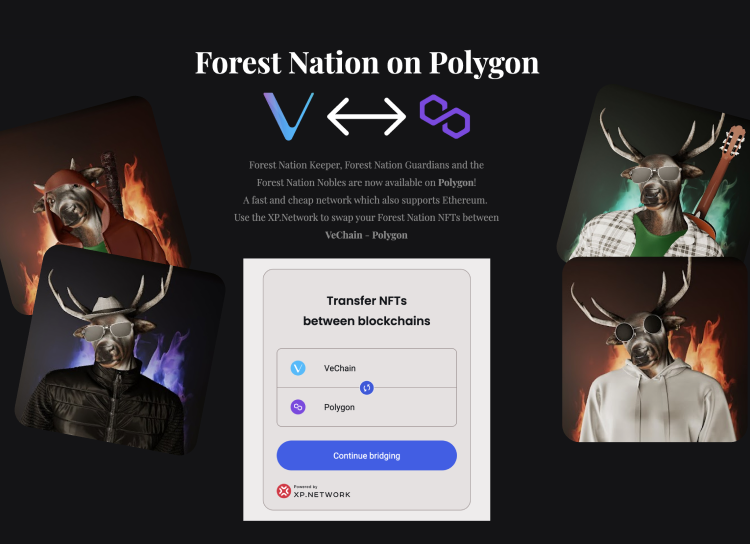 Forest Nation on Polygon
Forest Nation Keeper, Forest Nation Guardians and the
Forest Nation Nobles are now available on Polygon!
A fast and cheap network which also supports Ethereum.
Use the XP.Network to swap your Forest Nation NFTs between
VeChain - Polygon
Transfer NFTs
between blockchains
VeChain
Polygon
Continue bridging
Powered by
XP.NETWORK